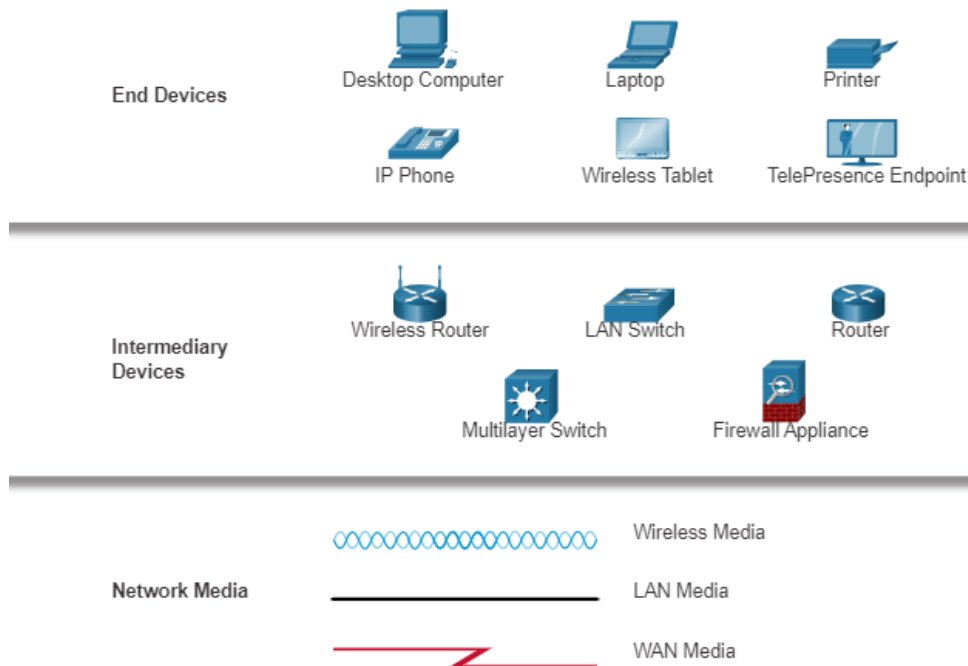 Desktop Computer
Laptop
Printer
End Devices
IP
IP Phone
Wireless Tablet
TelePresence Endpoint
Wireless Router
LAN Switch
Router
Intermediary
Devices
Multilayer Switch
Firewall Appliance
Wireless Media
Network Media
LAN Media
WAN Media